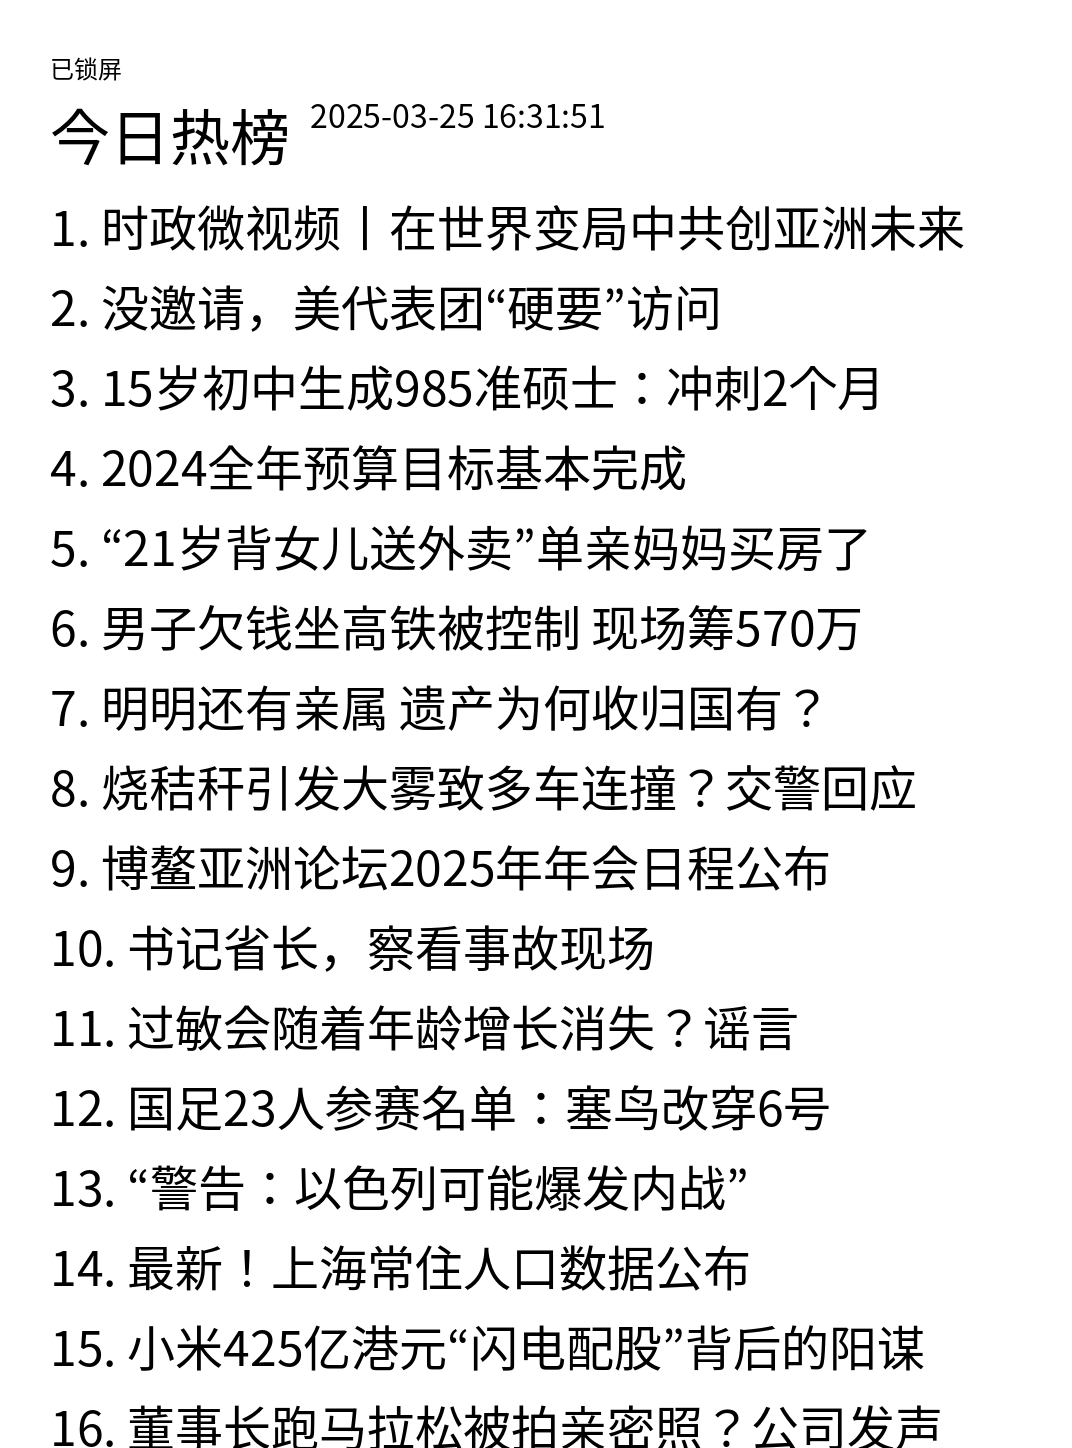 已锁屏
今日热榜 2025-03-25 16:31:51
1. 时政微视频丨在世界变局中共创亚洲未来
2. 没邀请，美代表团“硬要”访问
3. 15岁初中生成985准硕士：冲刺2个月
4. 2024全年预算目标基本完成
5. “21岁背女儿送外卖”单亲妈妈买房了
6. 男子欠钱坐高铁被控制 现场筹570万
7. 明明还有亲属 遗产为何收归国有？
8. 烧秸秆引发大雾致多车连撞？交警回应
9. 博鳌亚洲论坛2025年年会日程公布
10. 书记省长，察看事故现场
11. 过敏会随着年龄增长消失？谣言
12. 国足23人参赛名单：塞鸟改穿6号
13. “警告：以色列可能爆发内战”
14. 最新！上海常住人口数据公布
15. 小米425亿港元“闪电配股”背后的阳谋
16. 董事长跑马拉松被拍亲密照？公司发声